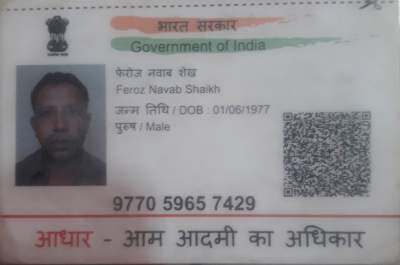 भारत सरकार
Government of India
फेरोज नवाब शेख
Feroz Navab Shaikh
जन्म तिथि / DOB : 01/06/1977
पुरुष / Male
9770 5965 7429
आधार - आम आदमी का अधिकार